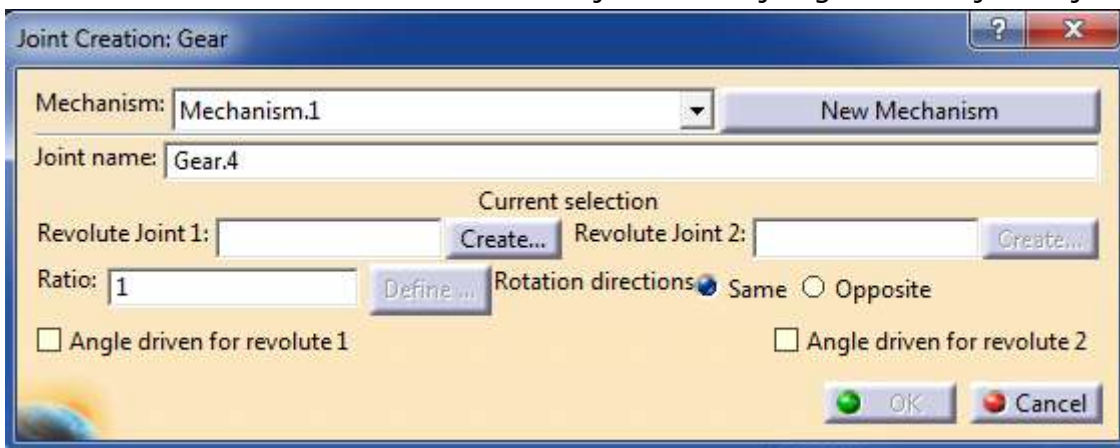 Joint Creation: Gear
?
X
Mechanism: Mechanism.1 New Mechanism
Joint name: Gear.4
Current selection
Revolute Joint 1: Create... Revolute Joint 2: Create...
Ratio: 1 Define ... Rotation directions Same Opposite
Angle driven for revolute 1 Angle driven for revolute 2
OK Cancel